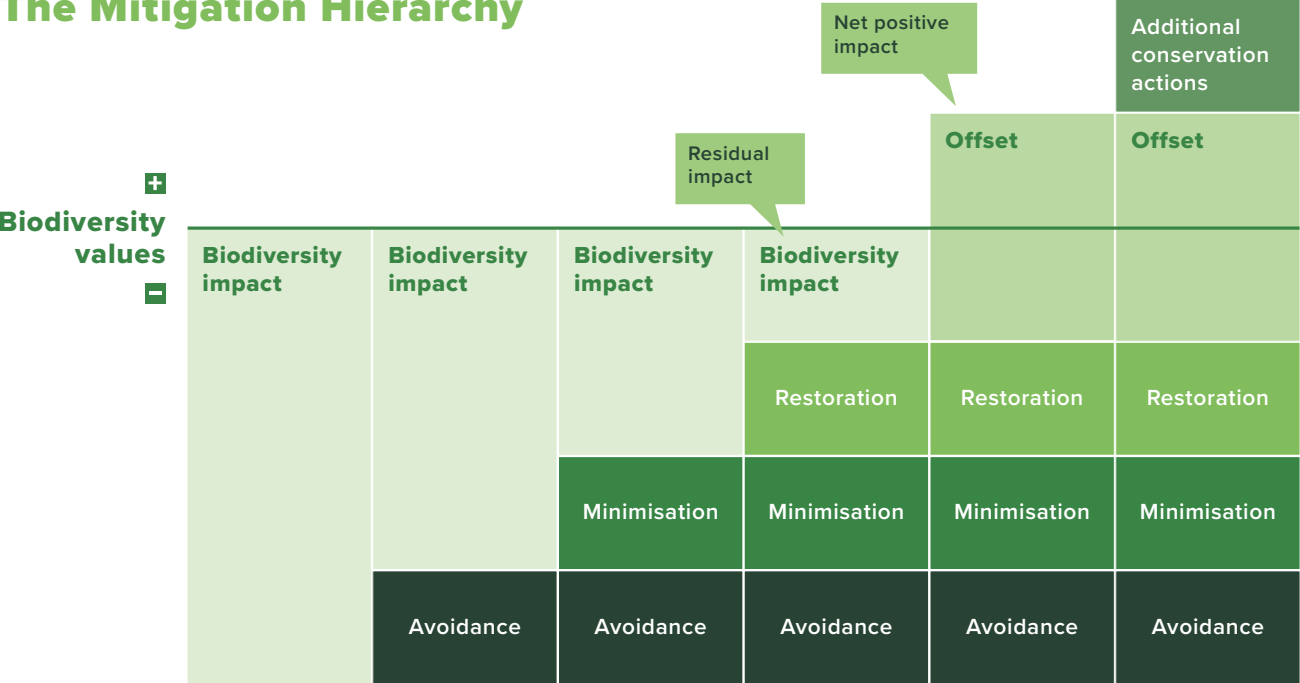 The Mitigation Hierarchy
Net positive
impact
Additional
conservation
actions
Residual
impact
Offset
Offset
+
Biodiversity
values
−
Biodiversity
impact
Biodiversity
impact
Biodiversity
impact
Biodiversity
impact
Restoration
Restoration
Restoration
Minimisation
Minimisation
Minimisation
Minimisation
Avoidance
Avoidance
Avoidance
Avoidance
Avoidance